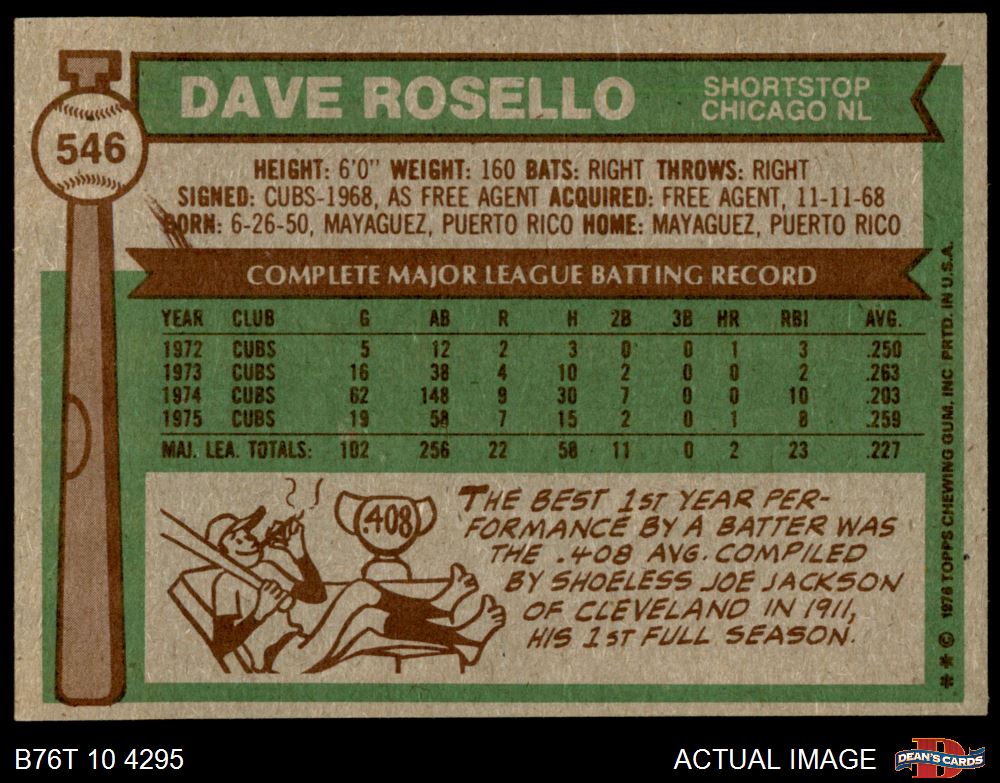 546
DAVE ROSELLO
SHORTSTOP
CHICAGO NL
HEIGHT: 6'0" WEIGHT: 160 BATS: RIGHT THROWS: RIGHT
SIGNED: CUBS-1968, AS FREE AGENT ACQUIRED: FREE AGENT, 11-11-68
BORN: 6-26-50, MAYAGUEZ, PUERTO RICO HOME: MAYAGUEZ, PUERTO RICO
COMPLETE MAJOR LEAGUE BATTING RECORD
YEAR CLUB G AB R H 2B 3B HR RBI AVG.
1972 CUBS 5 12 2 3 0 0 1 3 .250
1973 CUBS 16 38 4 10 2 0 0 2 .263
1974 CUBS 62 148 9 30 7 0 0 10 .203
1975 CUBS 19 58 7 15 2 0 1 8 .259
MAJ. LEA. TOTALS: 102 256 22 58 11 0 2 23 .227
408
THE BEST 1ST YEAR PER-
FORMANCE BY A BATTER WAS
THE .408 AVG. COMPILED
BY SHOELESS JOE JACKSON
OF CLEVELAND IN 1911,
HIS 1ST FULL SEASON.
** © 1976 TOPPS CHEWING GUM, INC PRTD. IN U.S.A.
B76T 10 4295
ACTUAL IMAGE
DEAN'S CARDS